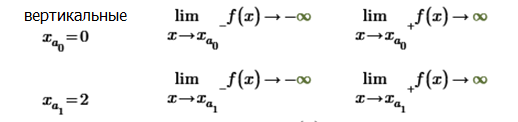 вертикальные
x_{a_0}=0    lim_{x→x_{a_0}^-} f(x)→-∞    lim_{x→x_{a_0}^+} f(x)→∞
x_{a_1}=2    lim_{x→x_{a_1}^-} f(x)→-∞    lim_{x→x_{a_1}^+} f(x)→∞